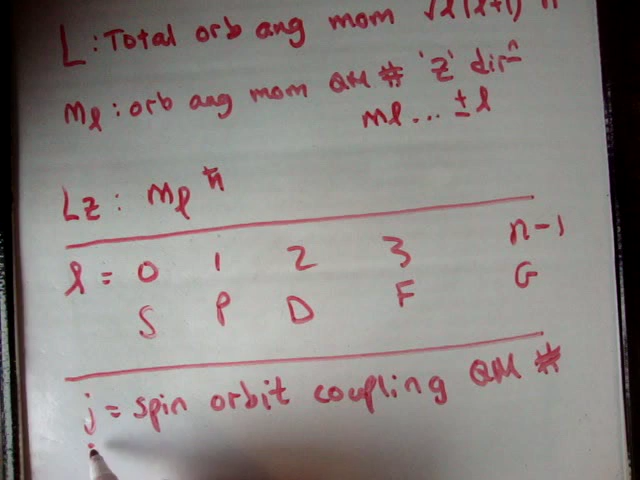 L: Total orb ang mom √l(l+1) ħ
ml: orb ang mom QM # 'Z' dirⁿ
ml... ±l
Lz: ml ħ
l = 0 1 2 3 n-1
S P D F G
j = spin orbit coupling QM #